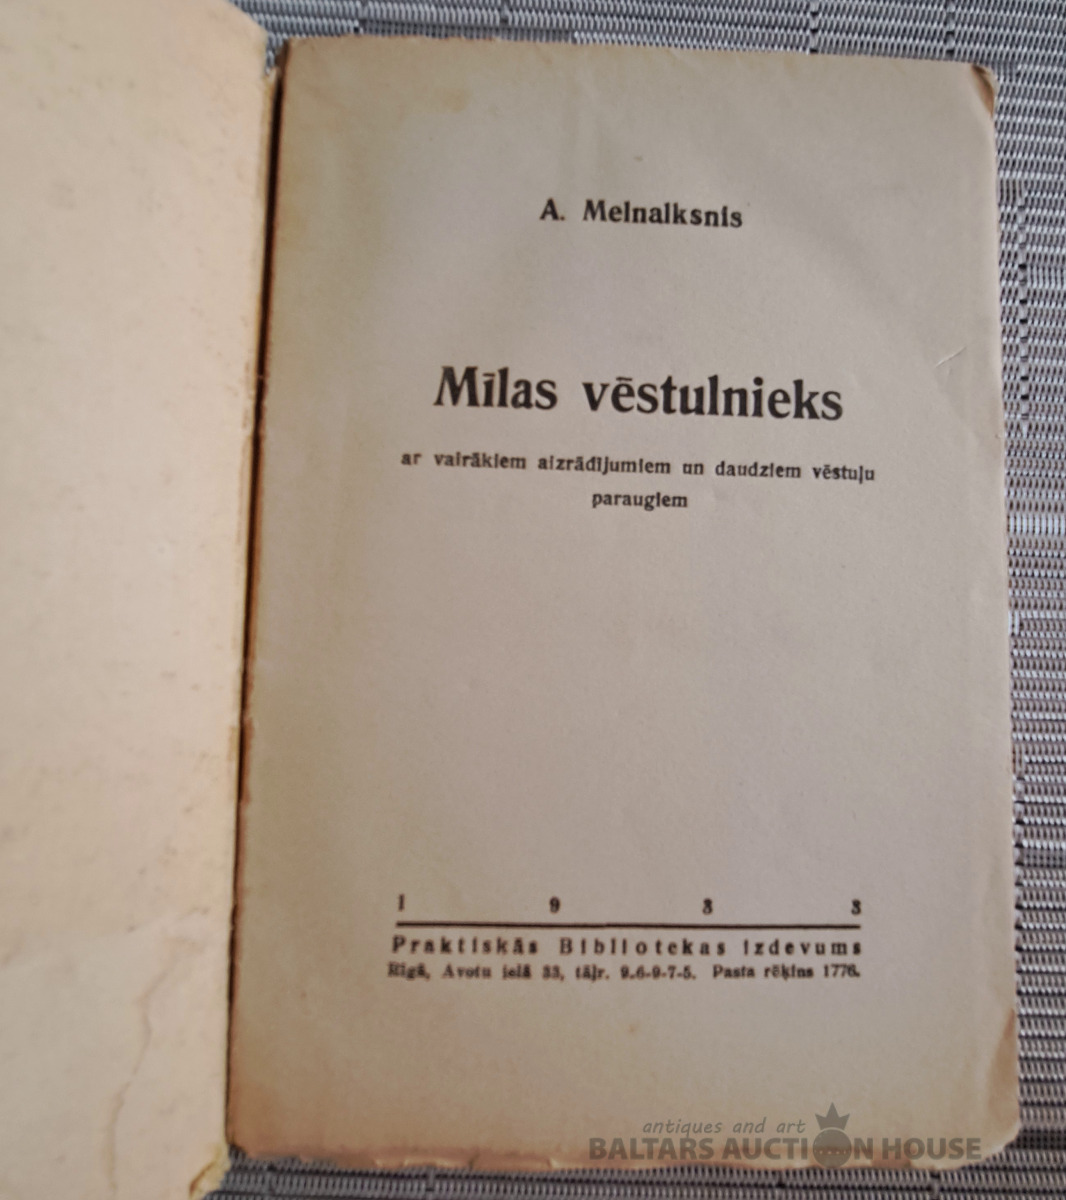 A. Melnalksnis
Mīlas vēstulnieks
ar vairākiem aizrādījumiem un daudziem vēstuļu
paraugiem
1 9 3 3
Praktiskās Bibliotekas izdevums
Rīgā, Avotu ielā 33, tāļr. 9-6-9-7-5. Pasta rēķins 1776.
antiques and art
BALTARS AUCTION HOUSE